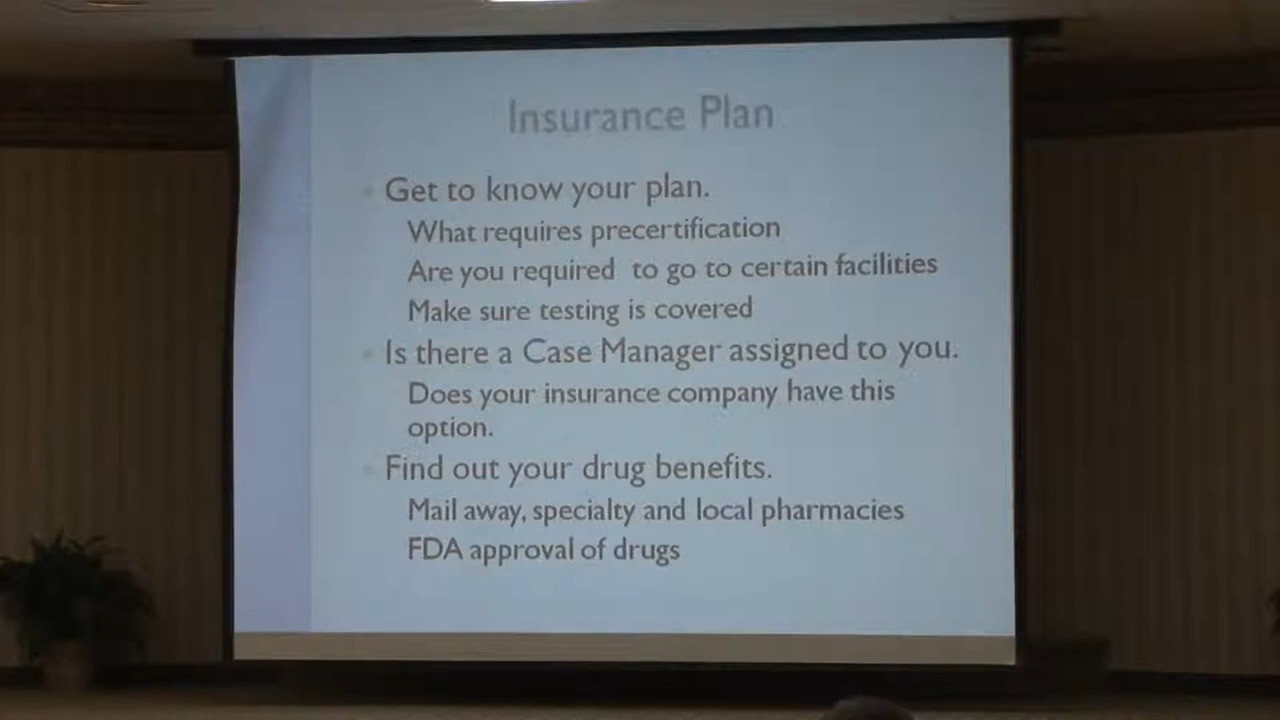 Insurance Plan
Get to know your plan.
What requires precertification
Are you required to go to certain facilities
Make sure testing is covered
Is there a Case Manager assigned to you.
Does your insurance company have this
option.
Find out your drug benefits.
Mail away, specialty and local pharmacies
FDA approval of drugs